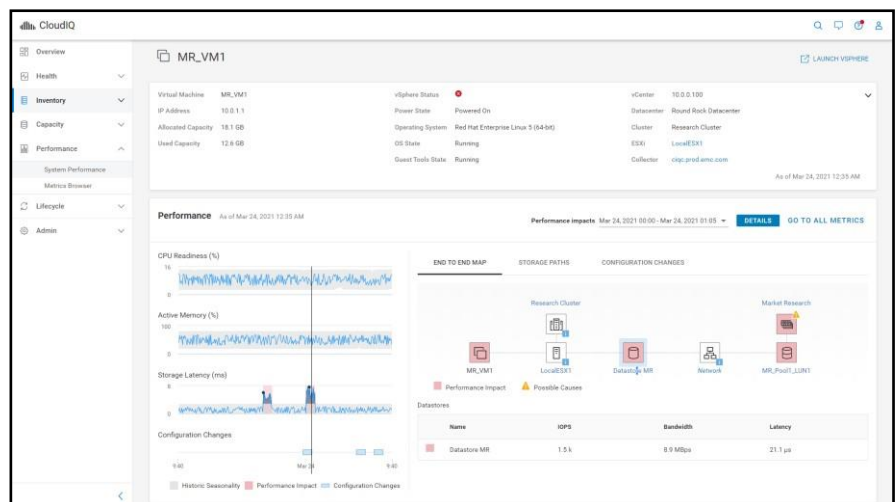 CloudIQ
Overview
Health
Inventory
Capacity
Performance
System Performance
Metrics Browser
Lifecycle
Admin
MR_VM1
LAUNCH VSPHERE
Virtual Machine MR_VM1
IP Address 10.0.1.1
Allocated Capacity 18.1 GB
Used Capacity 12.6 GB
vSphere Status
Power State Powered On
Operating System Red Hat Enterprise Linux 5 (64-bit)
OS State Running
Guest Tools State Running
vCenter 10.0.0.100
Datacenter Round Rock Datacenter
Cluster Research Cluster
ESXi LocalESX1
Collector
As of Mar 24, 2021 12:35 AM
Performance As of Mar 24, 2021 12:35 AM
Performance Impacts Mar 24, 2021 00:00 - Mar 24, 2021 01:05 DETAILS GO TO ALL METRICS
CPU Readiness (%)
16
0
Active Memory (%)
100
0
Storage Latency (ms)
0
Configuration Changes
9:40 Mar 24 9:40
Historic Seasonality Performance Impact Configuration Changes
END TO END MAP STORAGE PATHS CONFIGURATION CHANGES
Research Cluster Market Research
MR_VM1 LocalESX1 Datastore MR Network MR_Pool1_LUN1
Performance Impact Possible Causes
Datastores
Name IOPS Bandwidth Latency
Datastore MR 1.5 k 8.9 MBps 21.1 µs